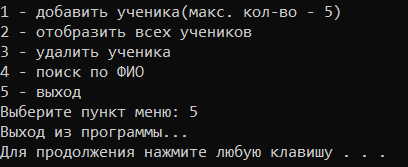 1 - добавить ученика(макс. кол-во - 5)
2 - отобразить всех учеников
3 - удалить ученика
4 - поиск по ФИО
5 - выход
Выберите пункт меню: 5
Выход из программы...
Для продолжения нажмите любую клавишу . . .